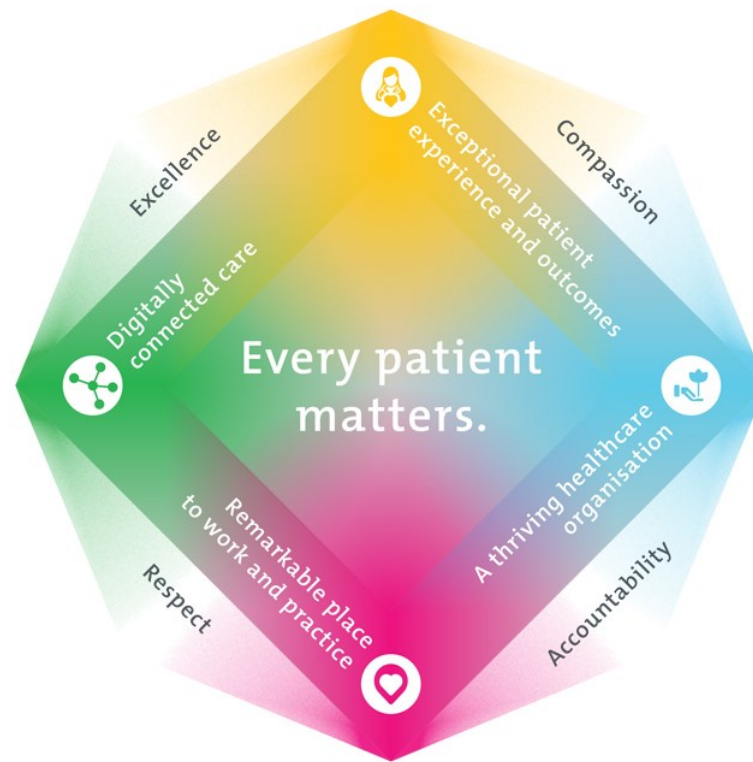 Excellence
Compassion
Exceptional patient
experience and outcomes
Digitally
connected care
Every patient
matters.
A thriving healthcare
organisation
Remarkable place
to work and practice
Respect
Accountability